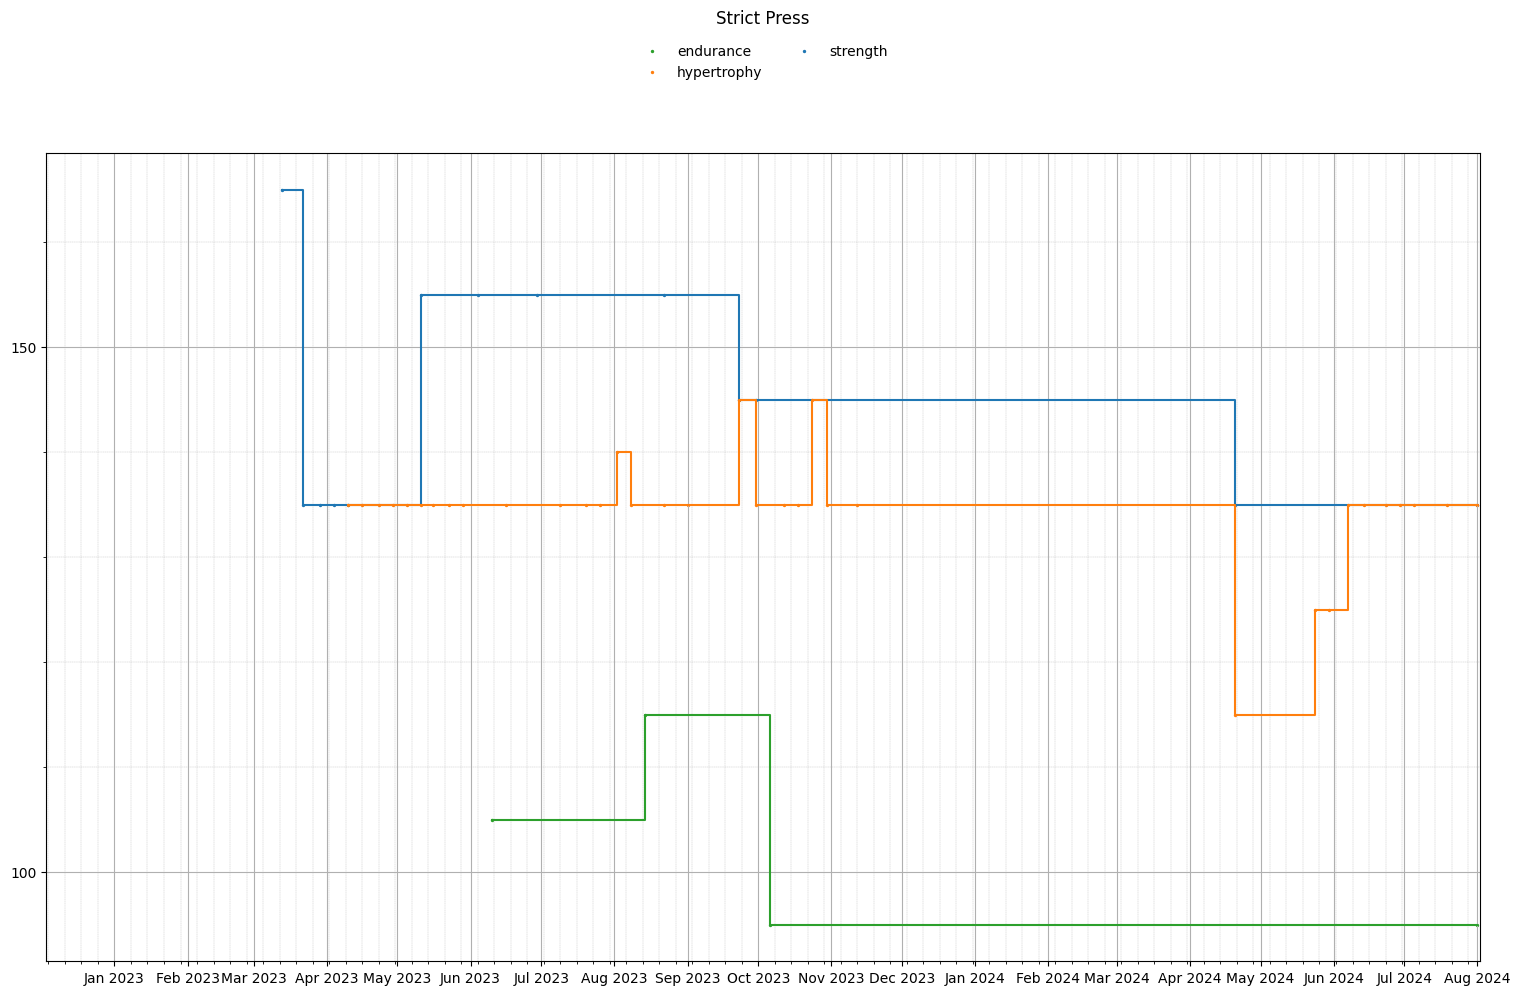 Strict Press
endurance strength
hypertrophy
150
100
Jan 2023 Feb 2023 Mar 2023 Apr 2023 May 2023 Jun 2023 Jul 2023 Aug 2023 Sep 2023 Oct 2023 Nov 2023 Dec 2023 Jan 2024 Feb 2024 Mar 2024 Apr 2024 May 2024 Jun 2024 Jul 2024 Aug 2024